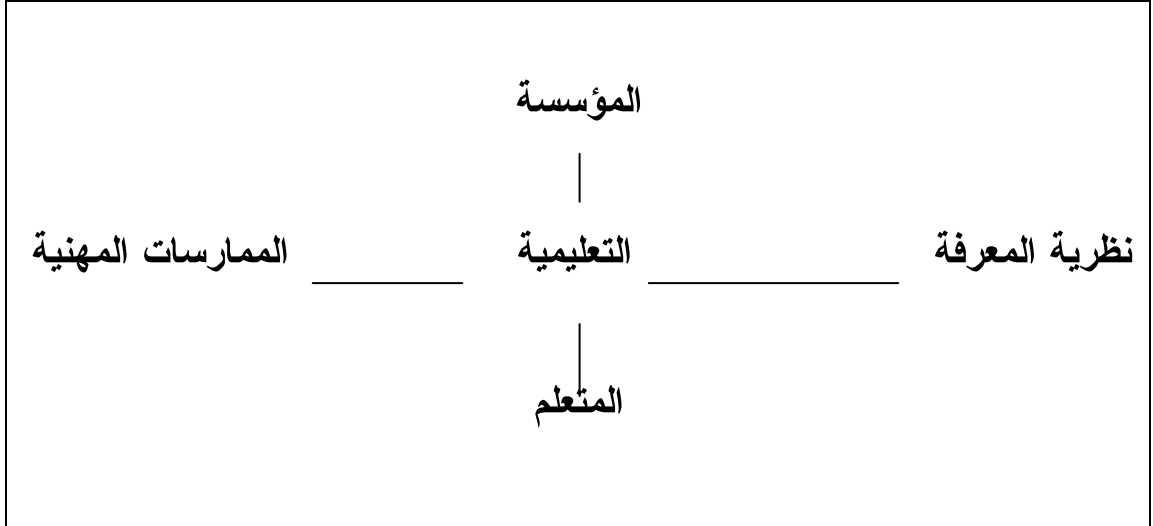 المؤسسة
نظرية المعرفة التعليمية الممارسات المهنية
المتعلم